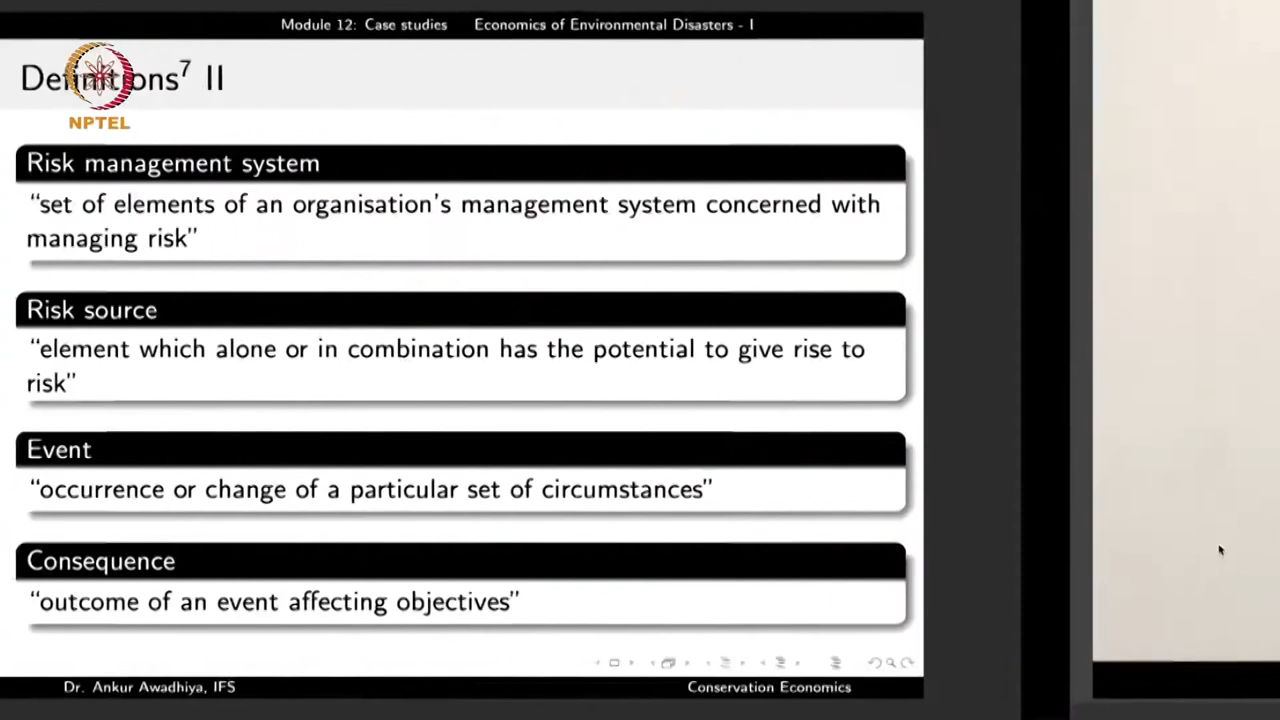 Module 12: Case studies Economics of Environmental Disasters - I
Definitions7 II
NPTEL
Risk management system
“set of elements of an organisation’s management system concerned with
managing risk”
Risk source
“element which alone or in combination has the potential to give rise to
risk”
Event
“occurrence or change of a particular set of circumstances”
Consequence
“outcome of an event affecting objectives”
Dr. Ankur Awadhiya, IFS Conservation Economics